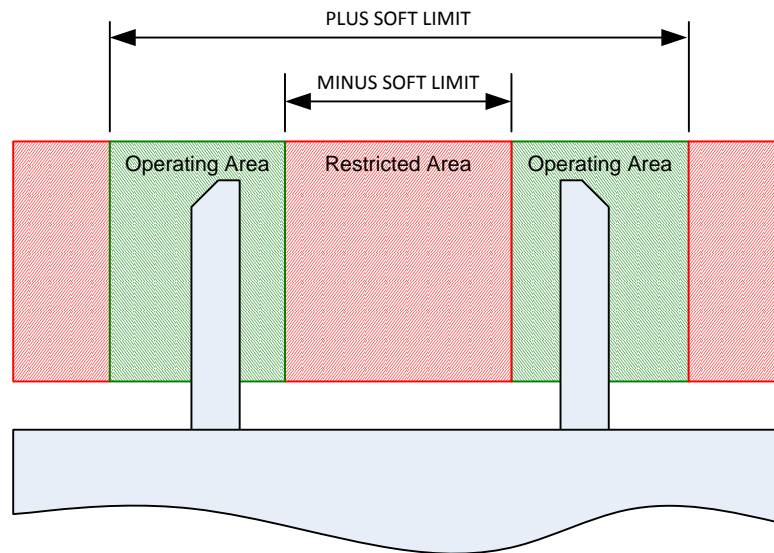 PLUS SOFT LIMIT
MINUS SOFT LIMIT
Operating Area
Restricted Area
Operating Area